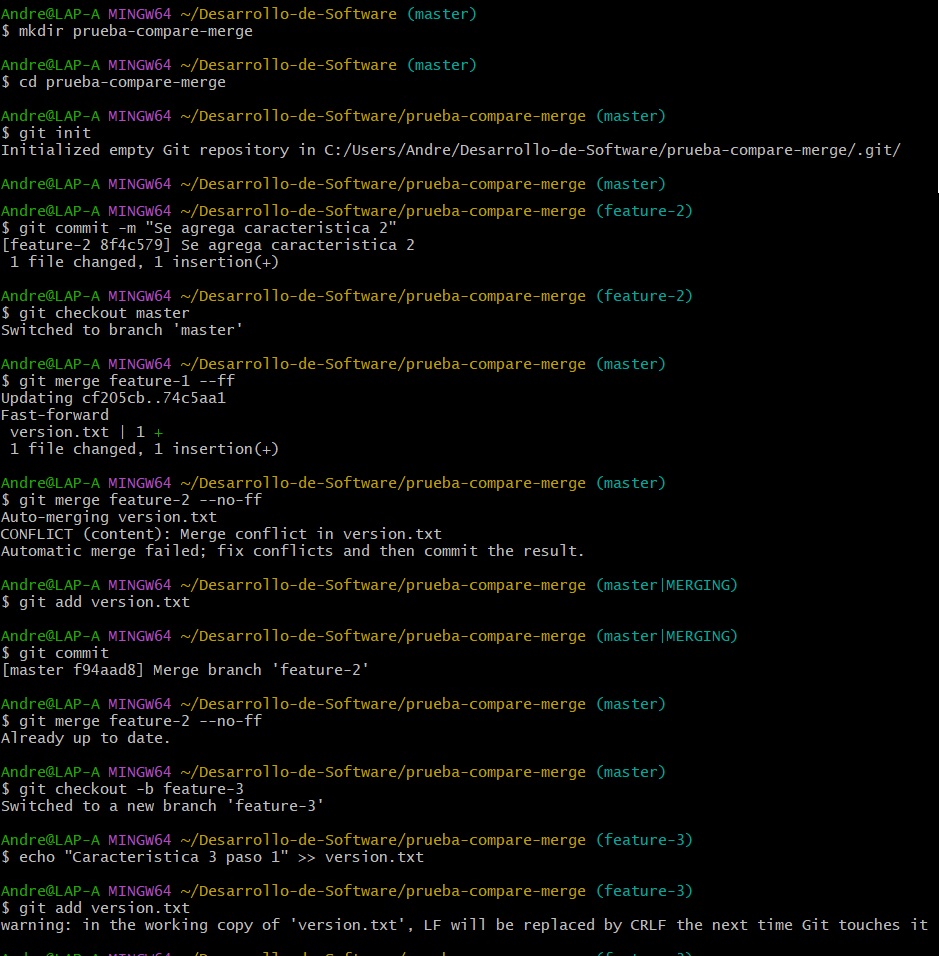 Andre@LAP-A MINGW64 ~/Desarrollo-de-Software (master)
$ mkdir prueba-compare-merge
Andre@LAP-A MINGW64 ~/Desarrollo-de-Software (master)
$ cd prueba-compare-merge
Andre@LAP-A MINGW64 ~/Desarrollo-de-Software/prueba-compare-merge (master)
$ git init
Initialized empty Git repository in C:/Users/Andre/Desarrollo-de-Software/prueba-compare-merge/.git/
Andre@LAP-A MINGW64 ~/Desarrollo-de-Software/prueba-compare-merge (master)
Andre@LAP-A MINGW64 ~/Desarrollo-de-Software/prueba-compare-merge (feature-2)
$ git commit -m "Se agrega caracteristica 2"
[feature-2 8f4c579] Se agrega caracteristica 2
 1 file changed, 1 insertion(+)
Andre@LAP-A MINGW64 ~/Desarrollo-de-Software/prueba-compare-merge (feature-2)
$ git checkout master
Switched to branch 'master'
Andre@LAP-A MINGW64 ~/Desarrollo-de-Software/prueba-compare-merge (master)
$ git merge feature-1 --ff
Updating cf205cb..74c5aa1
Fast-forward
 version.txt | 1 +
 1 file changed, 1 insertion(+)
Andre@LAP-A MINGW64 ~/Desarrollo-de-Software/prueba-compare-merge (master)
$ git merge feature-2 --no-ff
Auto-merging version.txt
CONFLICT (content): Merge conflict in version.txt
Automatic merge failed; fix conflicts and then commit the result.
Andre@LAP-A MINGW64 ~/Desarrollo-de-Software/prueba-compare-merge (master|MERGING)
$ git add version.txt
Andre@LAP-A MINGW64 ~/Desarrollo-de-Software/prueba-compare-merge (master|MERGING)
$ git commit
[master f94aad8] Merge branch 'feature-2'
Andre@LAP-A MINGW64 ~/Desarrollo-de-Software/prueba-compare-merge (master)
$ git merge feature-2 --no-ff
Already up to date.
Andre@LAP-A MINGW64 ~/Desarrollo-de-Software/prueba-compare-merge (master)
$ git checkout -b feature-3
Switched to a new branch 'feature-3'
Andre@LAP-A MINGW64 ~/Desarrollo-de-Software/prueba-compare-merge (feature-3)
$ echo "Caracteristica 3 paso 1" >> version.txt
Andre@LAP-A MINGW64 ~/Desarrollo-de-Software/prueba-compare-merge (feature-3)
$ git add version.txt
warning: in the working copy of 'version.txt', LF will be replaced by CRLF the next time Git touches it